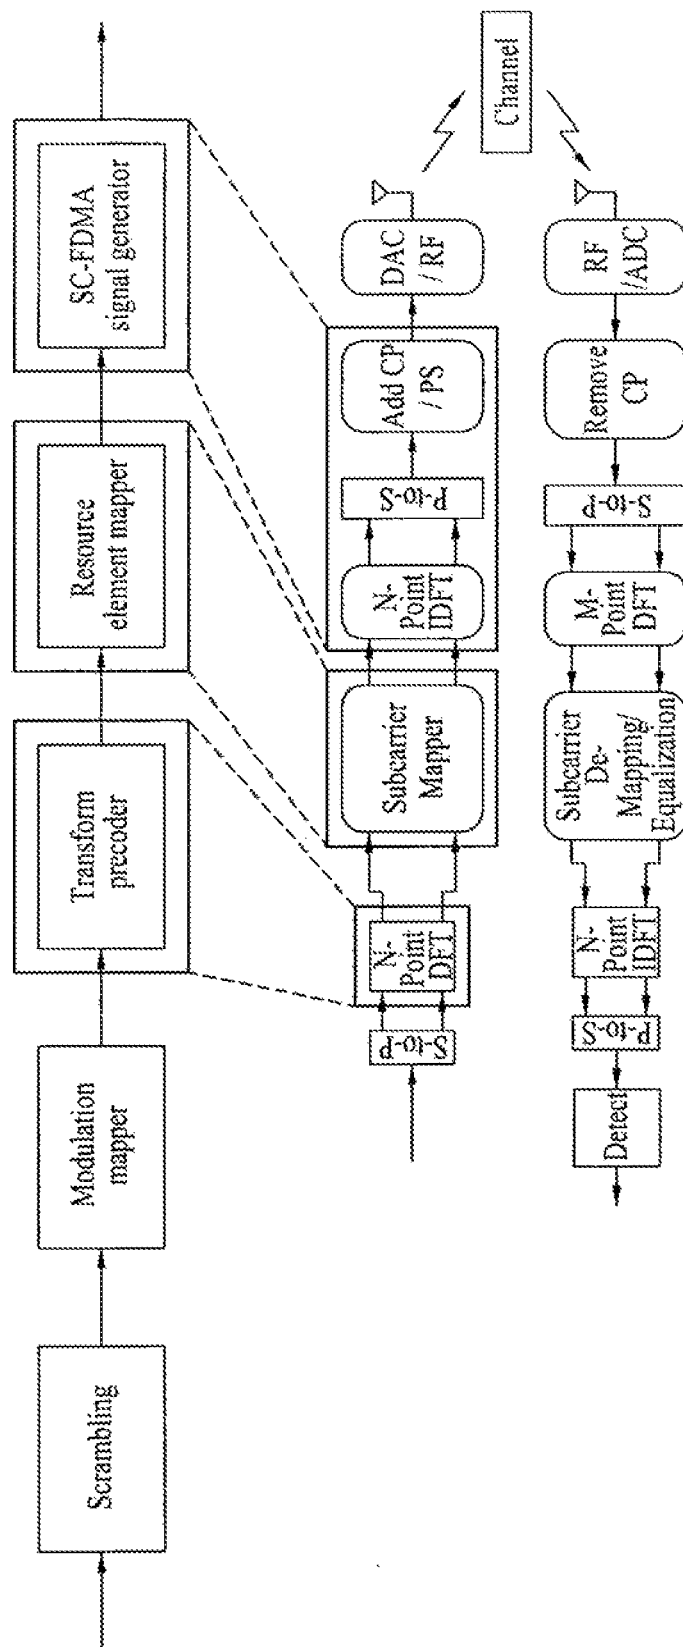 Scrambling
Modulation
mapper
Transform
precoder
Resource
element mapper
SC-FDMA
signal generator
S-to-P
N-
Point
DFT
Subcarrier
Mapper
N-
Point
IDFT
P-to-S
Add CP
/ PS
DAC
/ RF
Channel
Detect
P-to-S
N-
Point
IDFT
Subcarrier
De-
Mapping/
Equalization
M-
Point
DFT
S-to-P
Remove
CP
RF
/ADC